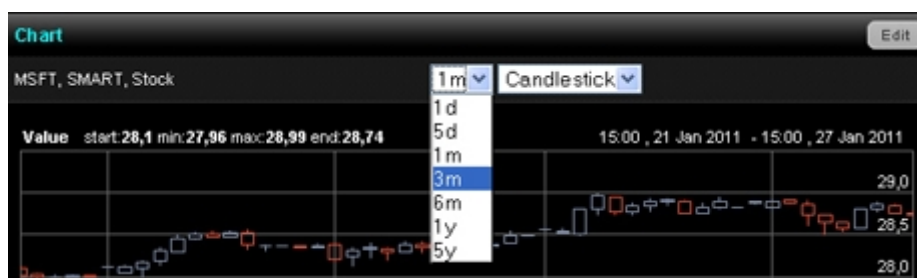 Chart
Edit
MSFT, SMART, Stock
1m
Candlestick
1d
5d
1m
3m
6m
1y
5y
Value start:28,1 min:27,96 max:28,99 end:28,74
15:00 , 21 Jan 2011 - 15:00 , 27 Jan 2011
29,0
28,5
28,0